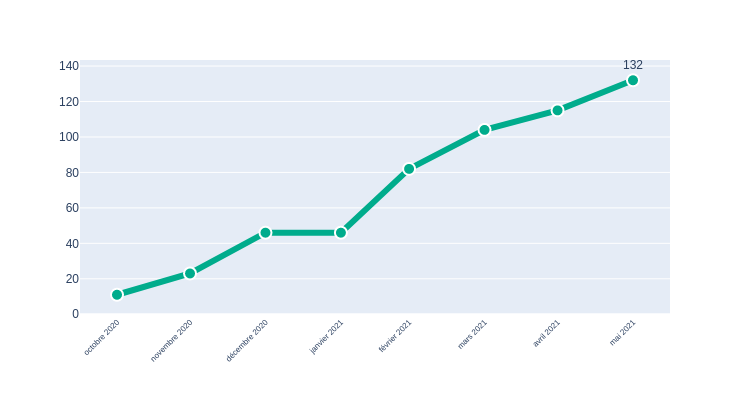 132
140
120
100
80
60
40
20
0
octobre 2020
novembre 2020
décembre 2020
janvier 2021
février 2021
mars 2021
avril 2021
mai 2021